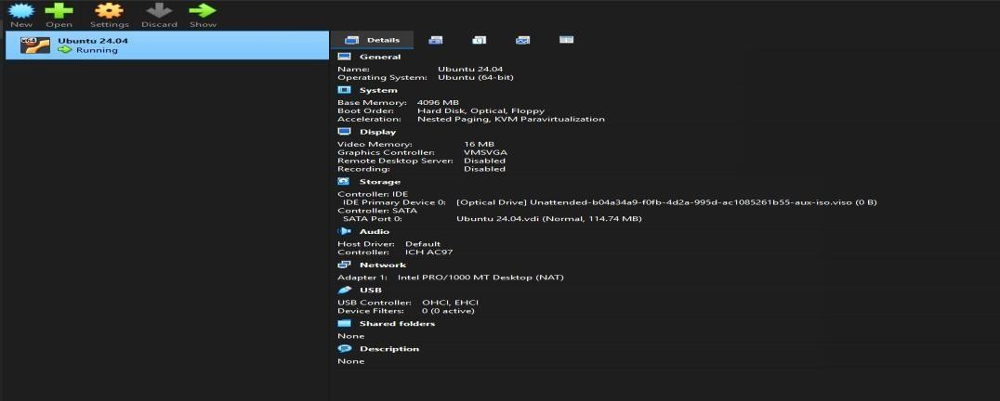 New Open Settings Discard Show
Ubuntu 24.04
Running
Details
General
Name: Ubuntu 24.04
Operating System: Ubuntu (64-bit)
System
Base Memory: 4096 MB
Boot Order: Hard Disk, Optical, Floppy
Acceleration: Nested Paging, KVM Paravirtualization
Display
Video Memory: 16 MB
Graphics Controller: VMSVGA
Remote Desktop Server: Disabled
Recording: Disabled
Storage
Controller: IDE
IDE Primary Device 0: [Optical Drive] Unattended-b04a34a9-f0fb-4d2a-995d-ac1085261b55-aux-iso.viso (0 B)
Controller: SATA
SATA Port 0: Ubuntu 24.04.vdi (Normal, 114.74 MB)
Audio
Host Driver: Default
Controller: ICH AC97
Network
Adapter 1: Intel PRO/1000 MT Desktop (NAT)
USB
USB Controller: OHCI, EHCI
Device Filters: 0 (0 active)
Shared folders
None
Description
None